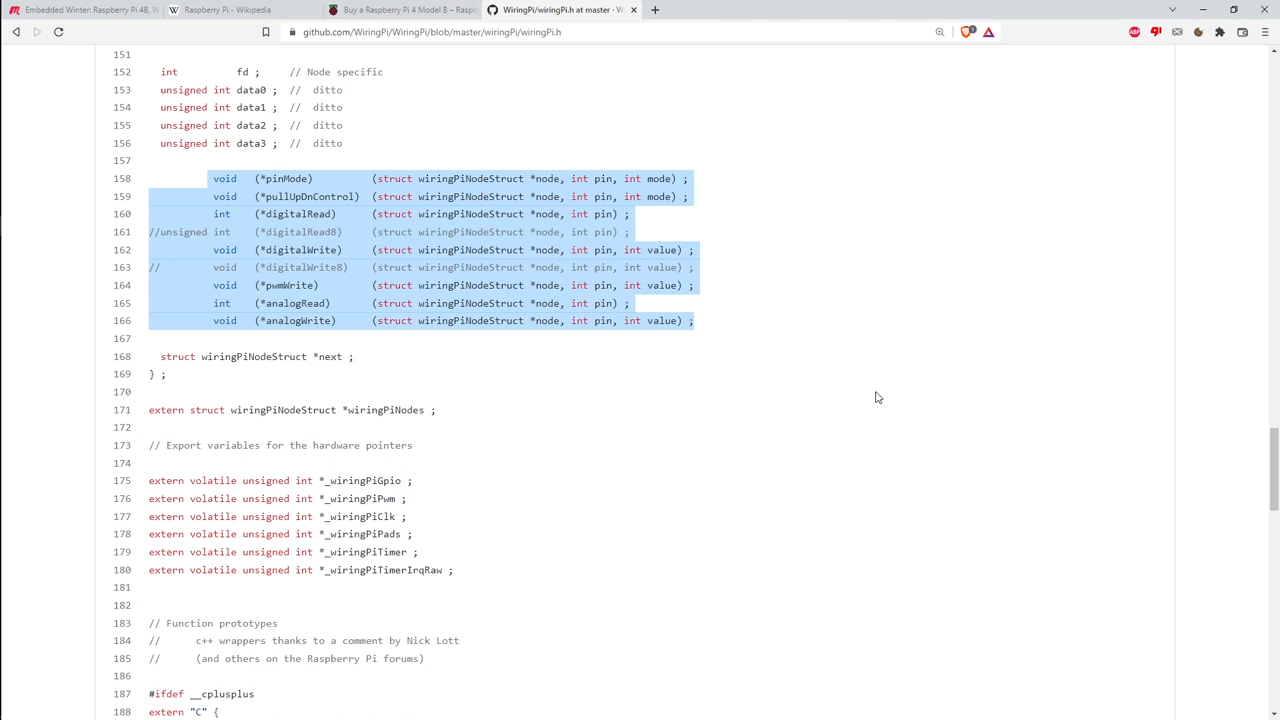 Embedded Winter: Raspberry Pi 4B, W
Raspberry Pi - Wikipedia
Buy a Raspberry Pi 4 Model B – Raspb
WiringPi/wiringPi.h at master · W
github.com/WiringPi/WiringPi/blob/master/wiringPi/wiringPi.h
1
ABP
151
152 int fd ; // Node specific
153 unsigned int data0 ; // ditto
154 unsigned int data1 ; // ditto
155 unsigned int data2 ; // ditto
156 unsigned int data3 ; // ditto
157
158 void (*pinMode) (struct wiringPiNodeStruct *node, int pin, int mode) ;
159 void (*pullUpDnControl) (struct wiringPiNodeStruct *node, int pin, int mode) ;
160 int (*digitalRead) (struct wiringPiNodeStruct *node, int pin) ;
161 //unsigned int (*digitalRead8) (struct wiringPiNodeStruct *node, int pin) ;
162 void (*digitalWrite) (struct wiringPiNodeStruct *node, int pin, int value) ;
163 // void (*digitalWrite8) (struct wiringPiNodeStruct *node, int pin, int value) ;
164 void (*pwmWrite) (struct wiringPiNodeStruct *node, int pin, int value) ;
165 int (*analogRead) (struct wiringPiNodeStruct *node, int pin) ;
166 void (*analogWrite) (struct wiringPiNodeStruct *node, int pin, int value) ;
167
168 struct wiringPiNodeStruct *next ;
169 } ;
170
171 extern struct wiringPiNodeStruct *wiringPiNodes ;
172
173 // Export variables for the hardware pointers
174
175 extern volatile unsigned int *_wiringPiGpio ;
176 extern volatile unsigned int *_wiringPiPwm ;
177 extern volatile unsigned int *_wiringPiClk ;
178 extern volatile unsigned int *_wiringPiPads ;
179 extern volatile unsigned int *_wiringPiTimer ;
180 extern volatile unsigned int *_wiringPiTimerIrqRaw ;
181
182
183 // Function prototypes
184 // c++ wrappers thanks to a comment by Nick Lott
185 // (and others on the Raspberry Pi forums)
186
187 #ifdef __cplusplus
188 extern "C" {